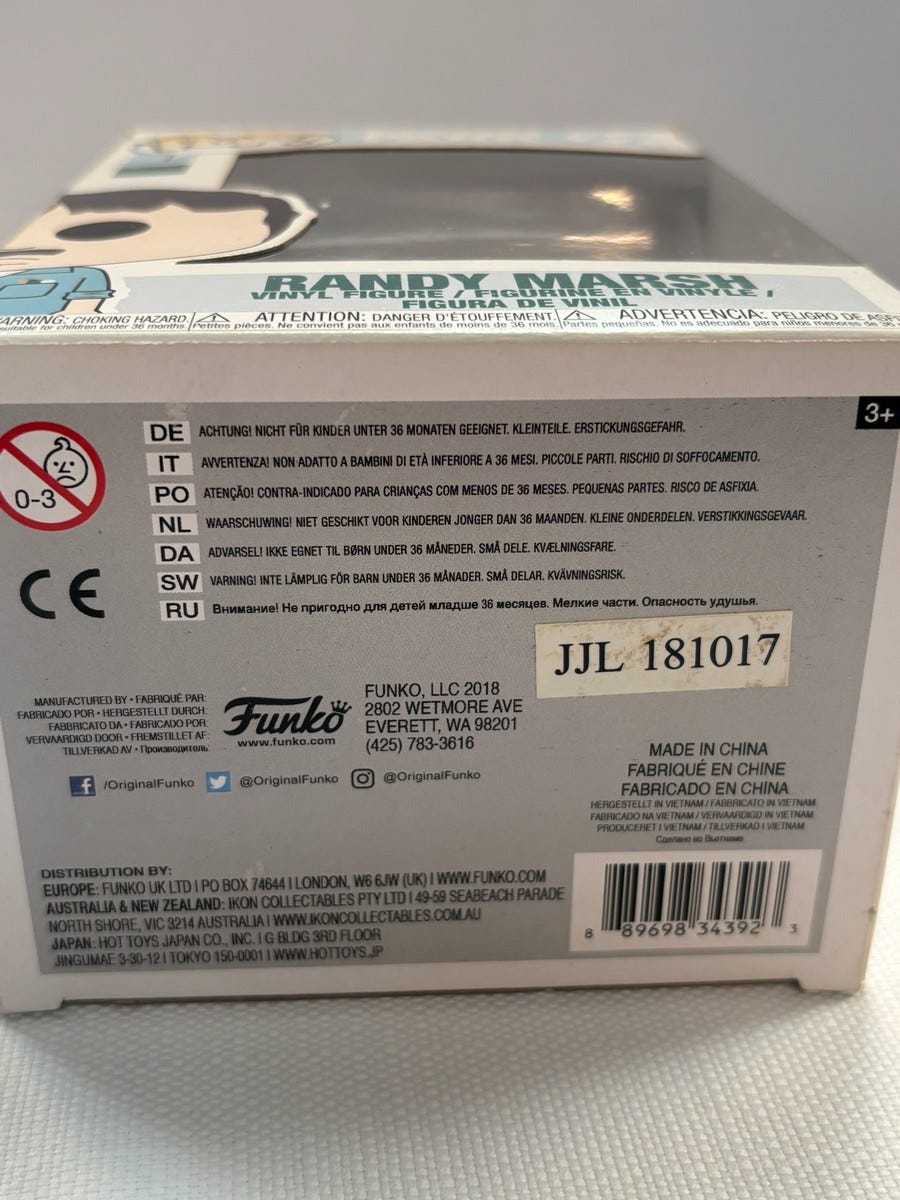 RANDY MARSH
VINYL FIGURE / FIGURINE EN VINYLE /
FIGURA DE VINIL
WARNING: CHOKING HAZARD. ATTENTION: DANGER D'ÉTOUFFEMENT. ADVERTENCIA: PELIGRO DE
suitable for children under 36 months. Petites pièces. Ne convient pas aux enfants de moins de 36 mois. Partes pequeñas. No es adecuado para niños menores de 36
3+
0-3
DE ACHTUNG! NICHT FÜR KINDER UNTER 36 MONATEN GEEIGNET. KLEINTEILE. ERSTICKUNGSGEFAHR.
IT AVVERTENZA! NON ADATTO A BAMBINI DI ETÀ INFERIORE A 36 MESI. PICCOLE PARTI. RISCHIO DI SOFFOCAMENTO.
PO ATENÇÃO! CONTRA-INDICADO PARA CRIANÇAS COM MENOS DE 36 MESES. PEQUENAS PARTES. RISCO DE ASFIXIA.
NL WAARSCHUWING! NIET GESCHIKT VOOR KINDEREN JONGER DAN 36 MAANDEN. KLEINE ONDERDELEN. VERSTIKKINGSGEVAAR.
DA ADVARSEL! IKKE EGNET TIL BØRN UNDER 36 MÅNEDER. SMÅ DELE. KVÆLNINGSFARE.
SW VARNING! INTE LÄMPLIG FÖR BARN UNDER 36 MÅNADER. SMÅ DELAR. KVÄVNINGSRISK.
RU Внимание! Не пригодно для детей младше 36 месяцев. Мелкие части. Опасность удушья.
CE
JJL 181017
MANUFACTURED BY • FABRIQUÉ PAR:
FABRICADO POR • HERGESTELLT DURCH:
FABBRICATO DA • FABRICADO POR:
VERVAARDIGD DOOR • FREMSTILLET AF:
TILLVERKAD AV • Производитель:
Funko
www.funko.com
FUNKO, LLC 2018
2802 WETMORE AVE
EVERETT, WA 98201
(425) 783-3616
/OriginalFunko @OriginalFunko @OriginalFunko
MADE IN CHINA
FABRIQUÉ EN CHINE
FABRICADO EN CHINA
HERGESTELLT IN VIETNAM / FABBRICATO IN VIETNAM
FABRICADO NA VIETNAM / VERVAARDIGD IN VIETNAM
PRODUCERET I VIETNAM / TILLVERKAD I VIETNAM
Сделано во Вьетнаме
DISTRIBUTION BY:
EUROPE: FUNKO UK LTD I PO BOX 74644 I LONDON, W6 6JW (UK) I WWW.FUNKO.COM
AUSTRALIA & NEW ZEALAND: IKON COLLECTABLES PTY LTD I 49-59 SEABEACH PARADE
NORTH SHORE, VIC 3214 AUSTRALIA I WWW.IKONCOLLECTABLES.COM.AU
JAPAN: HOT TOYS JAPAN CO., INC. I G BLDG 3RD FLOOR
JINGUMAE 3-30-12 I TOKYO 150-0001 I WWW.HOTTOYS.JP
8 89698 34392 3